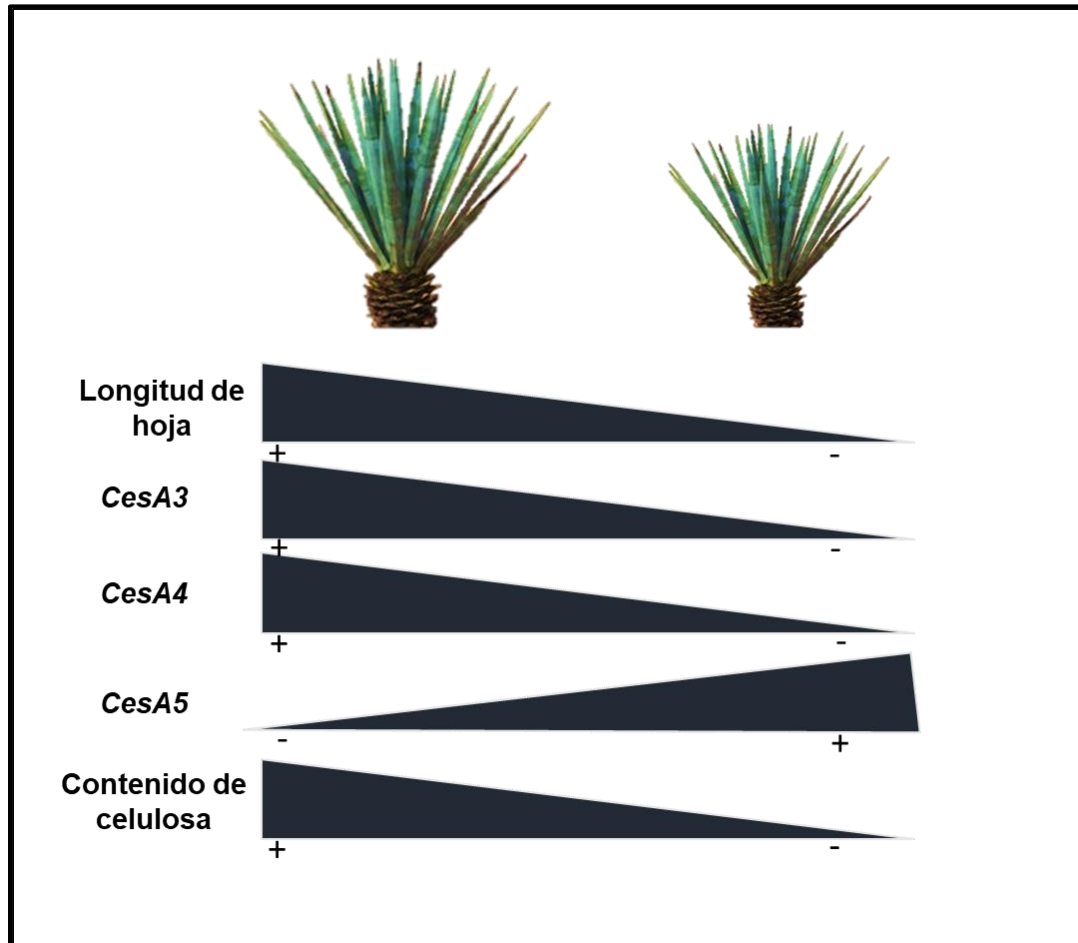 Longitud de
hoja
+ -
CesA3
+ -
CesA4
+ -
CesA5
- +
Contenido de
celulosa
+ -